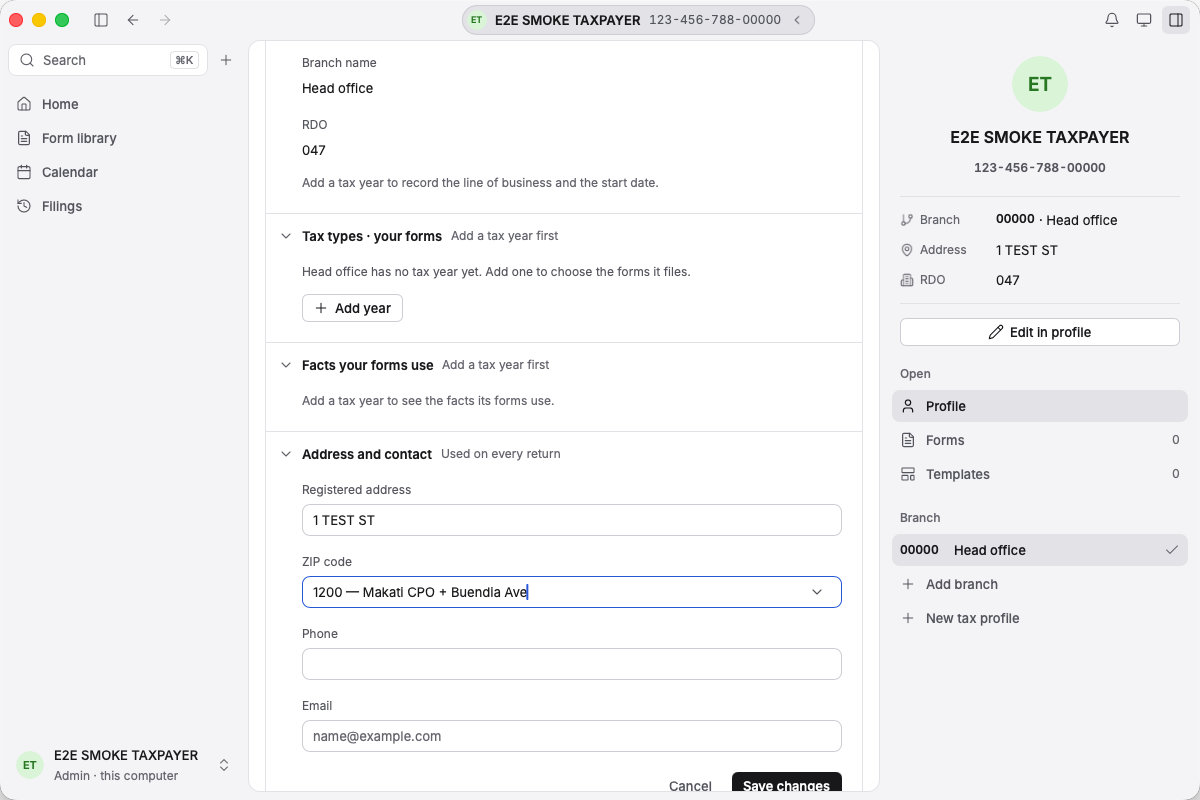 ET E2E SMOKE TAXPAYER 123-456-788-00000
Search ⌘K
Home
Form library
Calendar
Filings
ET
E2E SMOKE TAXPAYER
Admin · this computer
Branch name
Head office
RDO
047
Add a tax year to record the line of business and the start date.
Tax types · your forms Add a tax year first
Head office has no tax year yet. Add one to choose the forms it files.
Add year
Facts your forms use Add a tax year first
Add a tax year to see the facts its forms use.
Address and contact Used on every return
Registered address
1 TEST ST
ZIP code
1200 — Makati CPO + Buendia Ave
Phone
Email
name@example.com
Cancel Save changes
ET
E2E SMOKE TAXPAYER
123-456-788-00000
Branch 00000 · Head office
Address 1 TEST ST
RDO 047
Edit in profile
Open
Profile
Forms 0
Templates 0
Branch
00000 Head office
Add branch
New tax profile